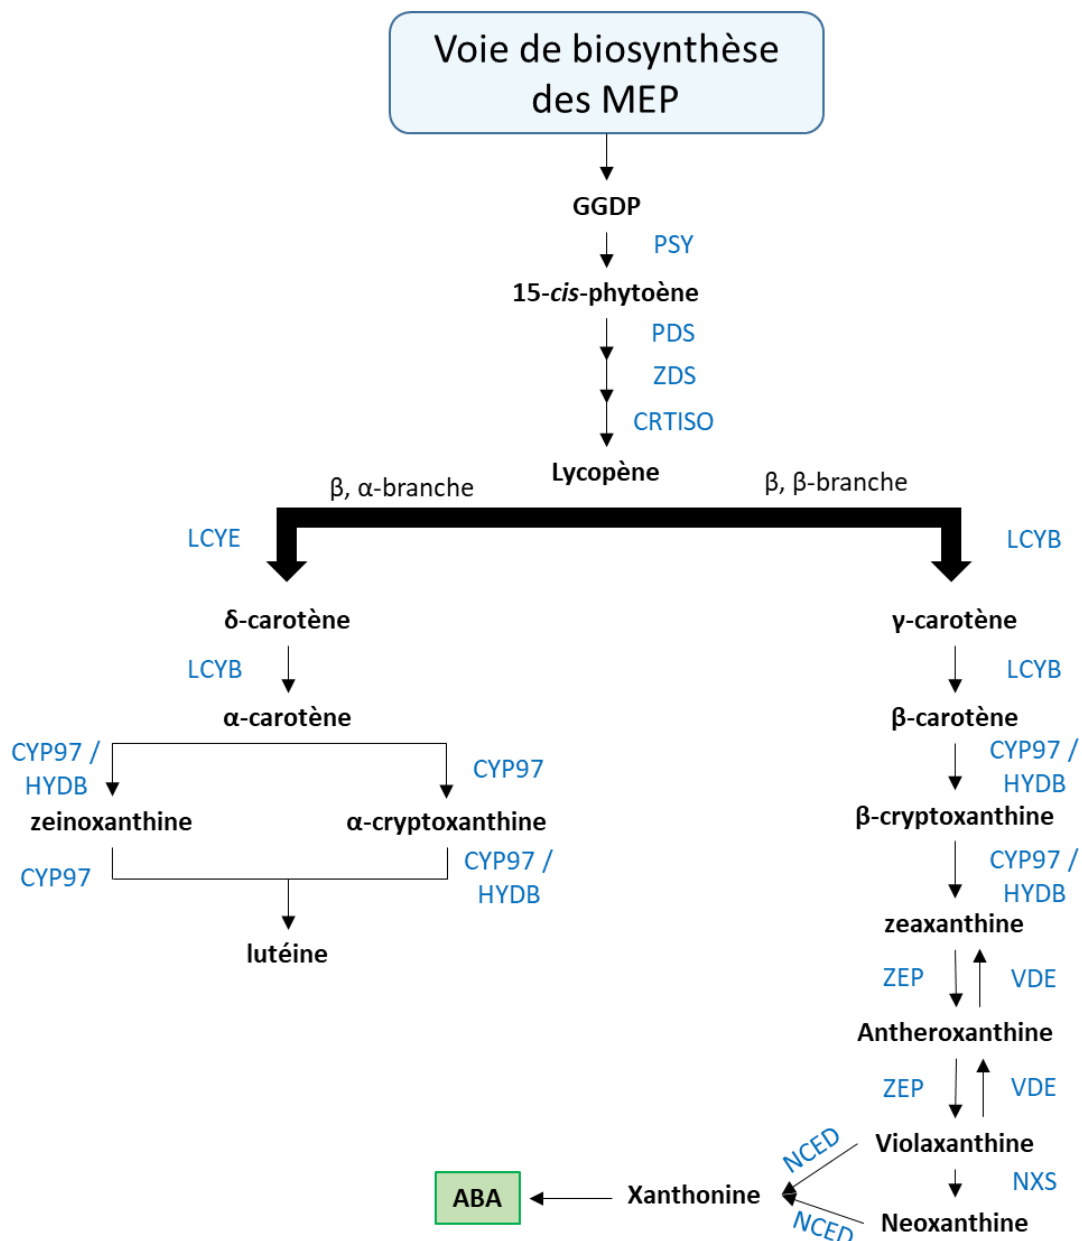 Voie de biosynthèse
des MEP
GGDP
PSY
15-cis-phytoène
PDS
ZDS
CRTISO
Lycopène
β, α-branche
β, β-branche
LCYE
LCYB
δ-carotène
γ-carotène
LCYB
LCYB
α-carotène
β-carotène
CYP97 /
HYDB
CYP97
CYP97 /
HYDB
zeinoxanthine
α-cryptoxanthine
β-cryptoxanthine
CYP97
CYP97 /
HYDB
CYP97 /
HYDB
lutéine
zeaxanthine
ZEP
VDE
Antheroxanthine
ZEP
VDE
Violaxanthine
NCED
NXS
ABA
Xanthonine
NCED
Neoxanthine